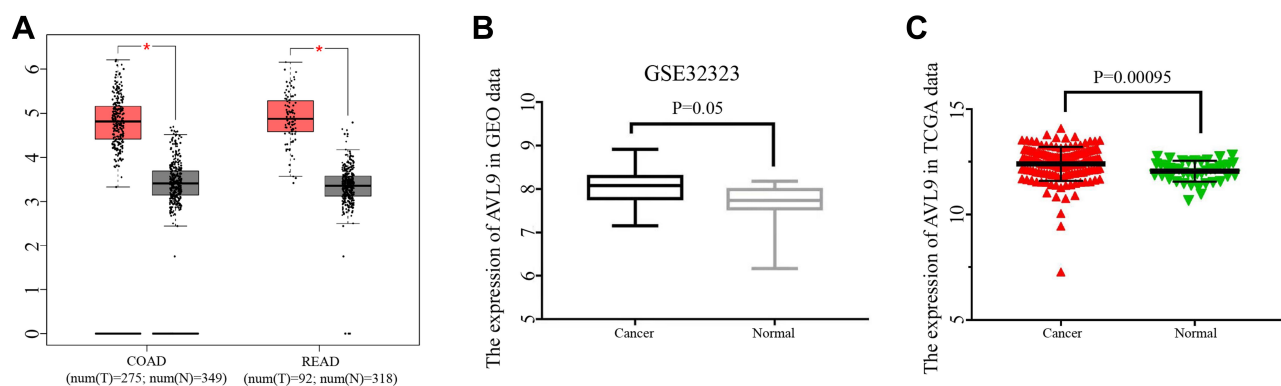 A
*
*
6
5
4
3
2
1
0
COAD
READ
(num(T)=275; num(N)=349)
(num(T)=92; num(N)=318)
B
GSE32323
P=0.05
The expression of AVL9 in GEO data
10
9
8
7
6
5
Cancer
Normal
C
P=0.00095
The expression of AVL9 in TCGA data
15
10
5
Cancer
Normal